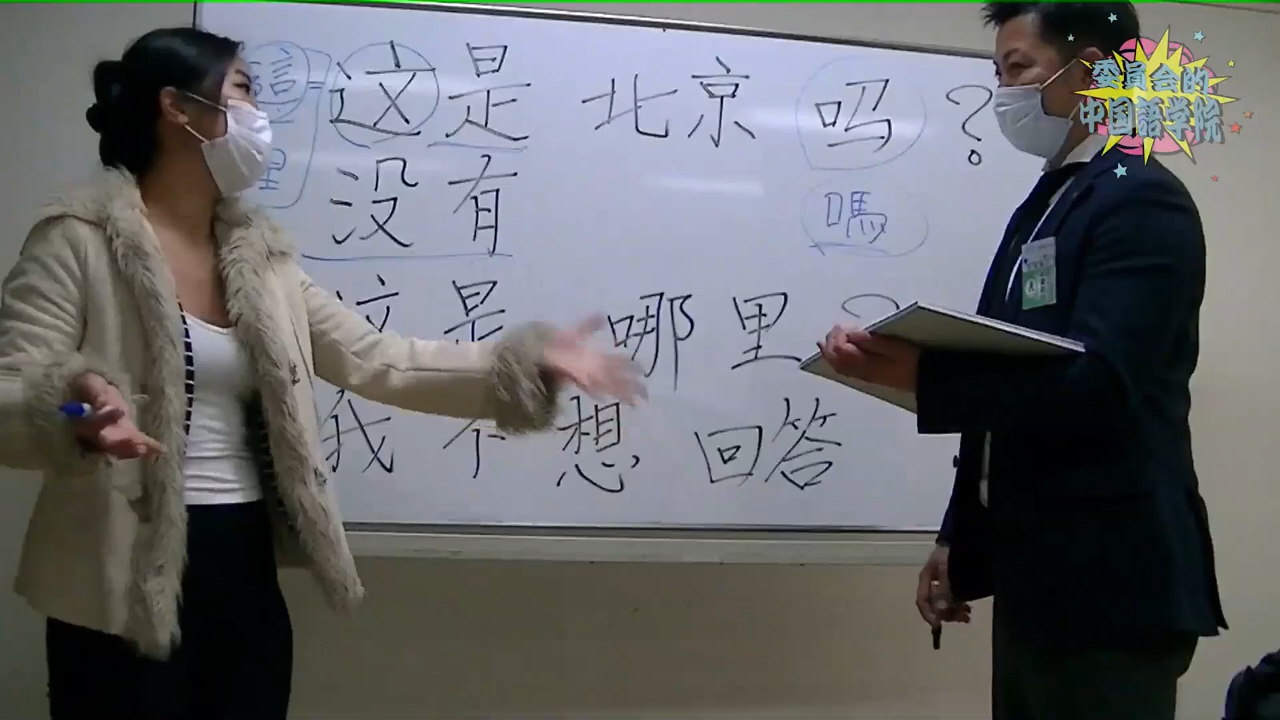 委員会的
中国語学院
這=这是 北京 吗?
没有 嗎
这是 哪里?
我不想 回答